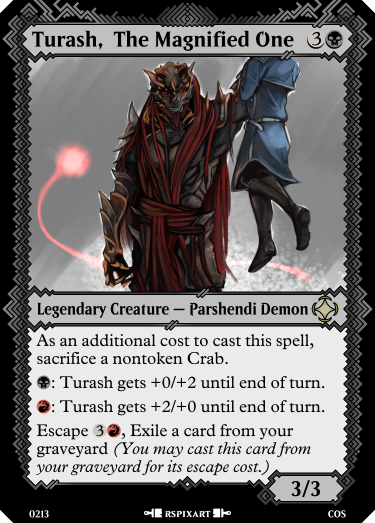 Turash, The Magnified One 3
Legendary Creature — Parshendi Demon
As an additional cost to cast this spell,
sacrifice a nontoken Crab.
: Turash gets +0/+2 until end of turn.
: Turash gets +2/+0 until end of turn.
Escape 3, Exile a card from your
graveyard (You may cast this card from
your graveyard for its escape cost.)
3/3
0213 RSPIXART COS